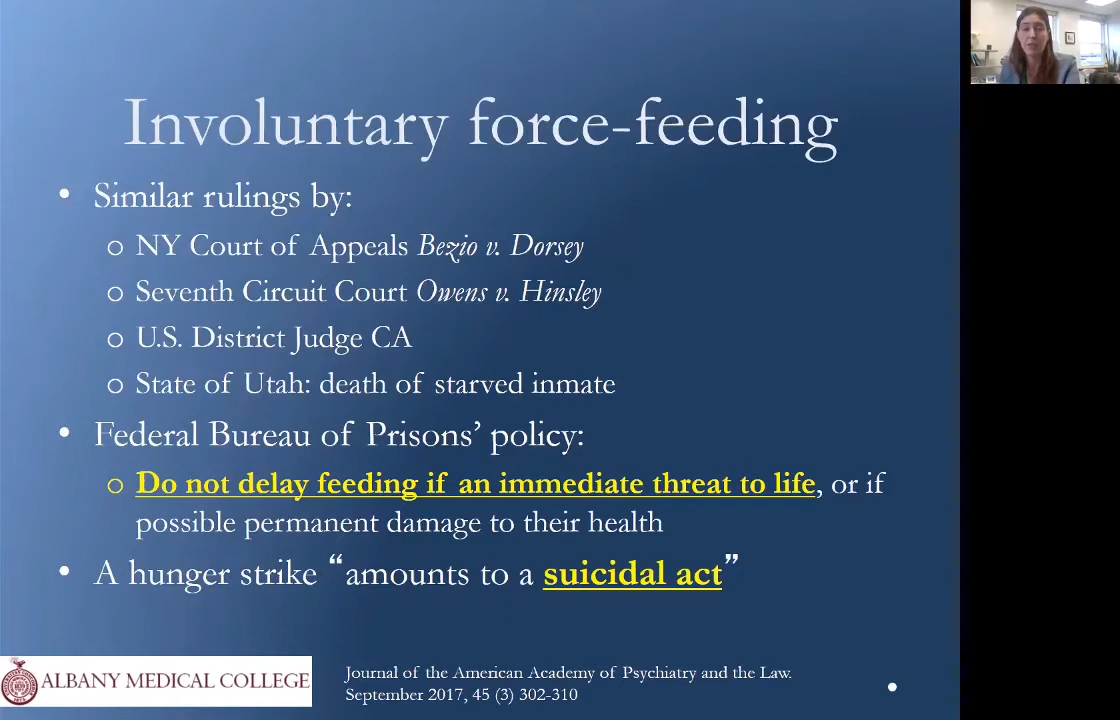 Involuntary force-feeding
• Similar rulings by:
o NY Court of Appeals Bezio v. Dorsey
o Seventh Circuit Court Owens v. Hinsley
o U.S. District Judge CA
o State of Utah: death of starved inmate
• Federal Bureau of Prisons’ policy:
o Do not delay feeding if an immediate threat to life, or if
possible permanent damage to their health
• A hunger strike “amounts to a suicidal act”
ALBANY MEDICAL COLLEGE
Journal of the American Academy of Psychiatry and the Law.
September 2017, 45 (3) 302-310